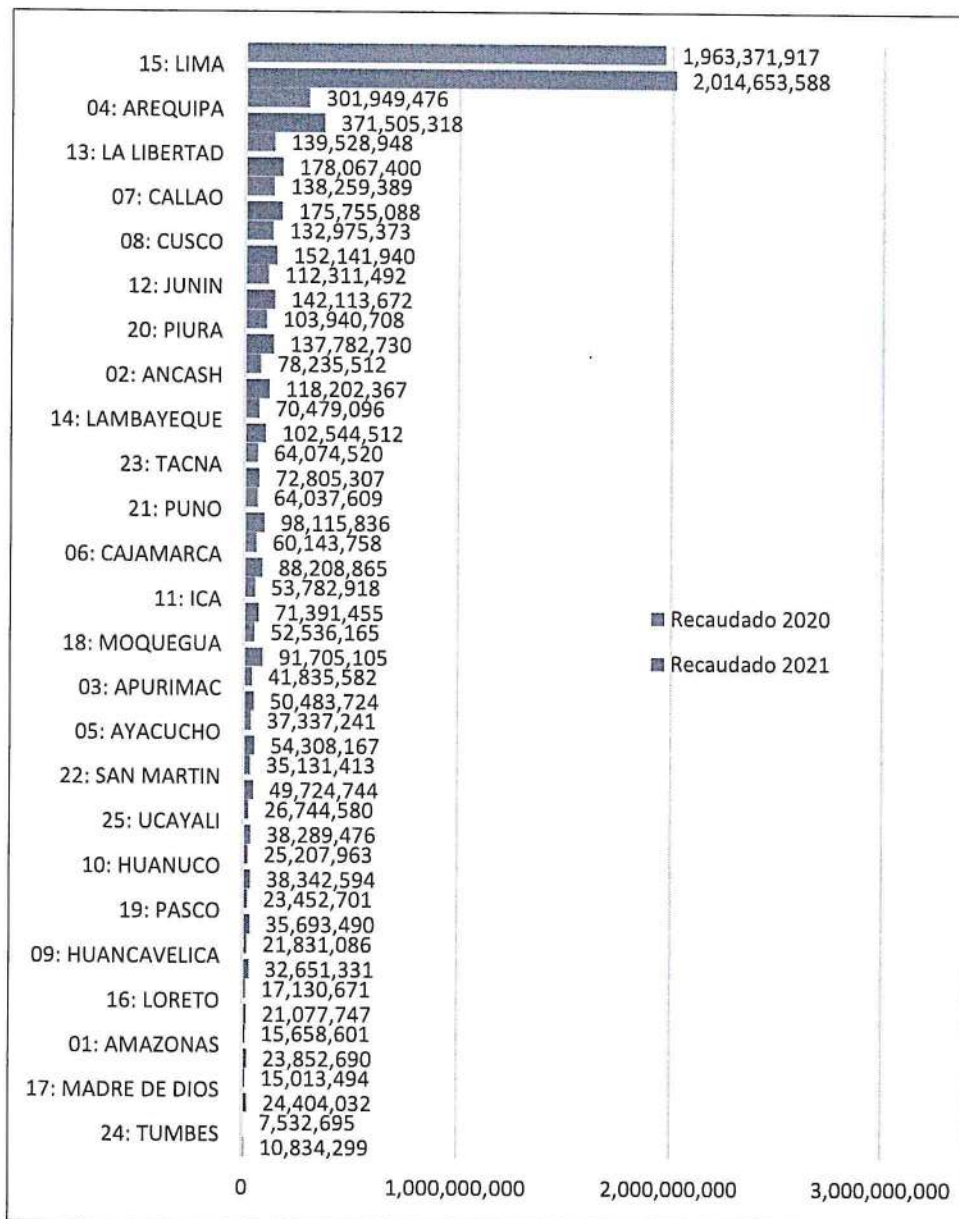 15: LIMA
1,963,371,917
2,014,653,588
04: AREQUIPA
301,949,476
371,505,318
13: LA LIBERTAD
139,528,948
178,067,400
07: CALLAO
138,259,389
175,755,088
08: CUSCO
132,975,373
152,141,940
12: JUNIN
112,311,492
142,113,672
20: PIURA
103,940,708
137,782,730
02: ANCASH
78,235,512
118,202,367
14: LAMBAYEQUE
70,479,096
102,544,512
23: TACNA
64,074,520
72,805,307
21: PUNO
64,037,609
98,115,836
06: CAJAMARCA
60,143,758
88,208,865
11: ICA
53,782,918
71,391,455
18: MOQUEGUA
52,536,165
91,705,105
03: APURIMAC
41,835,582
50,483,724
05: AYACUCHO
37,337,241
54,308,167
22: SAN MARTIN
35,131,413
49,724,744
25: UCAYALI
26,744,580
38,289,476
10: HUANUCO
25,207,963
38,342,594
19: PASCO
23,452,701
35,693,490
09: HUANCAVELICA
21,831,086
32,651,331
16: LORETO
17,130,671
21,077,747
01: AMAZONAS
15,658,601
23,852,690
17: MADRE DE DIOS
15,013,494
24,404,032
24: TUMBES
7,532,695
10,834,299
Recaudado 2020
Recaudado 2021
0 1,000,000,000 2,000,000,000 3,000,000,000